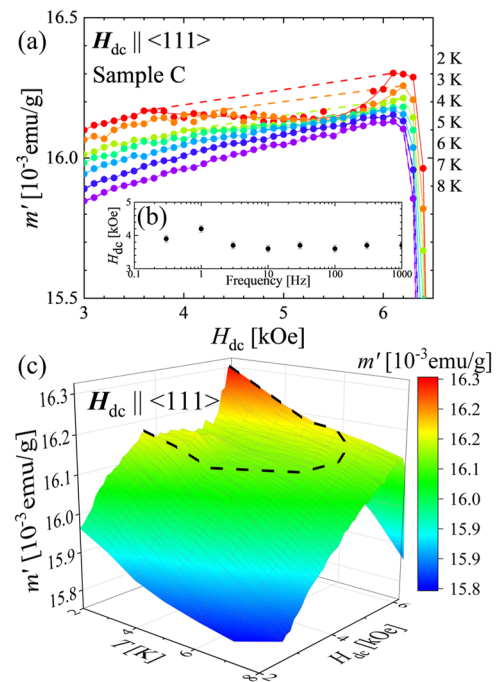 (a)
H_dc || <111>
Sample C
16.5
16.0
15.5
m′ [10⁻³emu/g]
2 K
3 K
4 K
5 K
6 K
7 K
8 K
(b)
H_dc [kOe]
5
4
3
0.1 1 10 100 1000
Frequency [Hz]
3 4 5 6
H_dc [kOe]
(c)
m′ [10⁻³emu/g]
H_dc || <111>
16.3
16.2
16.1
16.0
15.9
15.8
m′ [10⁻³emu/g]
16.3
16.2
16.1
16.0
15.9
15.8
2 4 6 8
T [K]
2 4 6
H_dc [kOe]